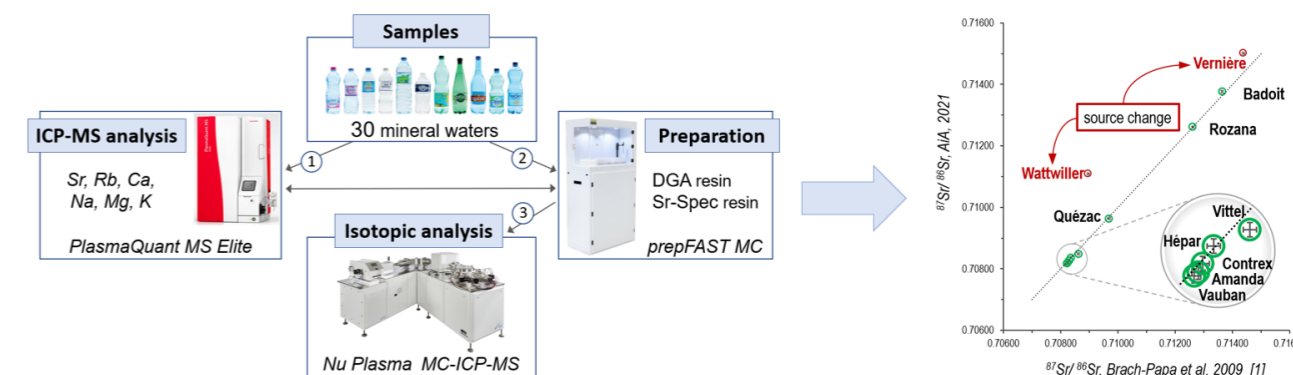 Samples
30 mineral waters
ICP-MS analysis
Sr, Rb, Ca,
Na, Mg, K
PlasmaQuant MS Elite
1
2
3
Preparation
DGA resin
Sr-Spec resin
prepFAST MC
Isotopic analysis
Nu Plasma MC-ICP-MS
0.71600
0.71400
0.71200
0.71000
0.70800
0.70600
⁸⁷Sr/ ⁸⁶Sr, AiA, 2021
Vernière
Badoit
source change
Rozana
Wattwiller
Quézac
Vittel
Hépar
Contrex
Amanda
Vauban
0.70600
0.70800
0.71000
0.71200
0.71400
0.716
⁸⁷Sr/ ⁸⁶Sr, Brach-Papa et al. 2009 [1]